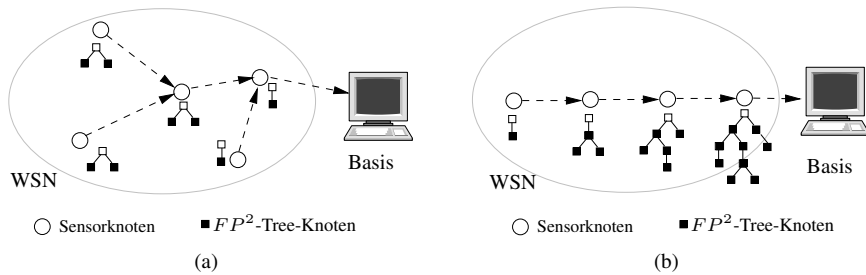 Basis
WSN
Sensorknoten
FP²-Tree-Knoten
(a)
Basis
WSN
Sensorknoten
FP²-Tree-Knoten
(b)